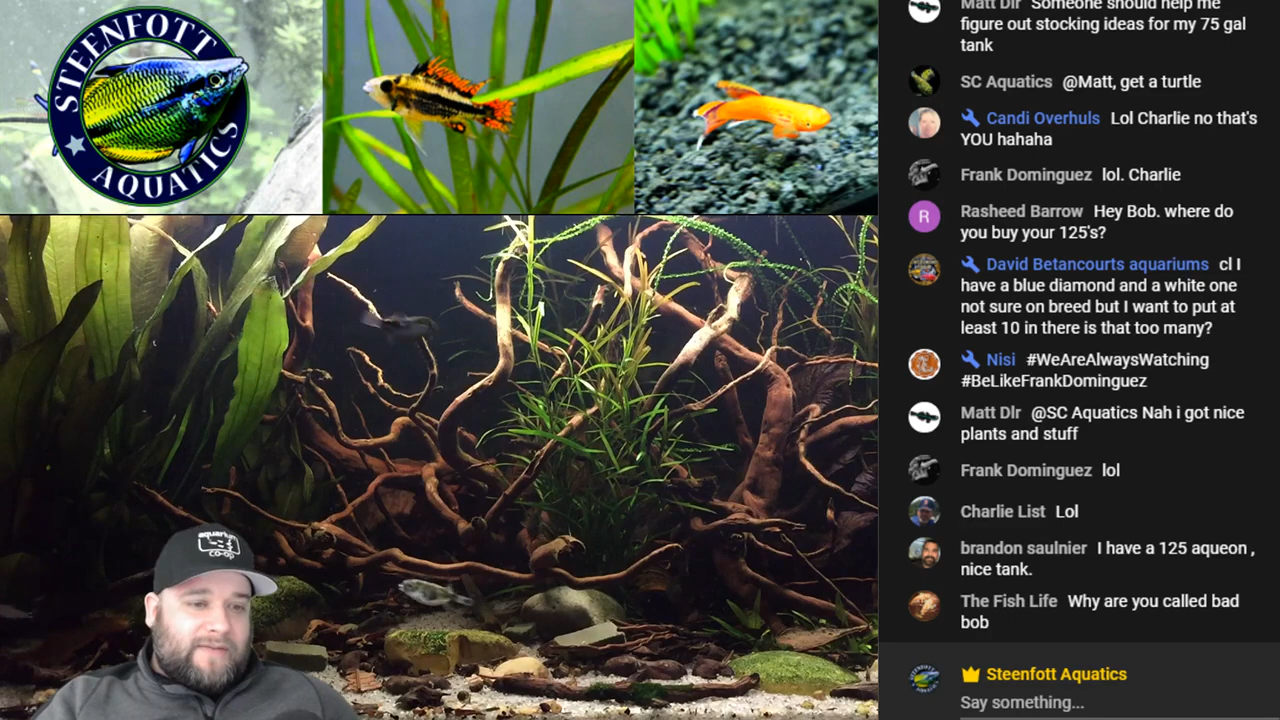 STEENFOTT
AQUATICS
aquarium
co-op
Matt Dlr Someone should help me
figure out stocking ideas for my 75 gal
tank
SC Aquatics @Matt, get a turtle
Candi Overhuls Lol Charlie no that's
YOU hahaha
Frank Dominguez lol. Charlie
R
Rasheed Barrow Hey Bob. where do
you buy your 125's?
David Betancourts aquariums cl I
have a blue diamond and a white one
not sure on breed but I want to put at
least 10 in there is that too many?
Nisi #WeAreAlwaysWatching
#BeLikeFrankDominguez
Matt Dlr @SC Aquatics Nah i got nice
plants and stuff
Frank Dominguez lol
Charlie List Lol
brandon saulnier I have a 125 aqueon ,
nice tank.
The Fish Life Why are you called bad
bob
Steenfott Aquatics
Say something...